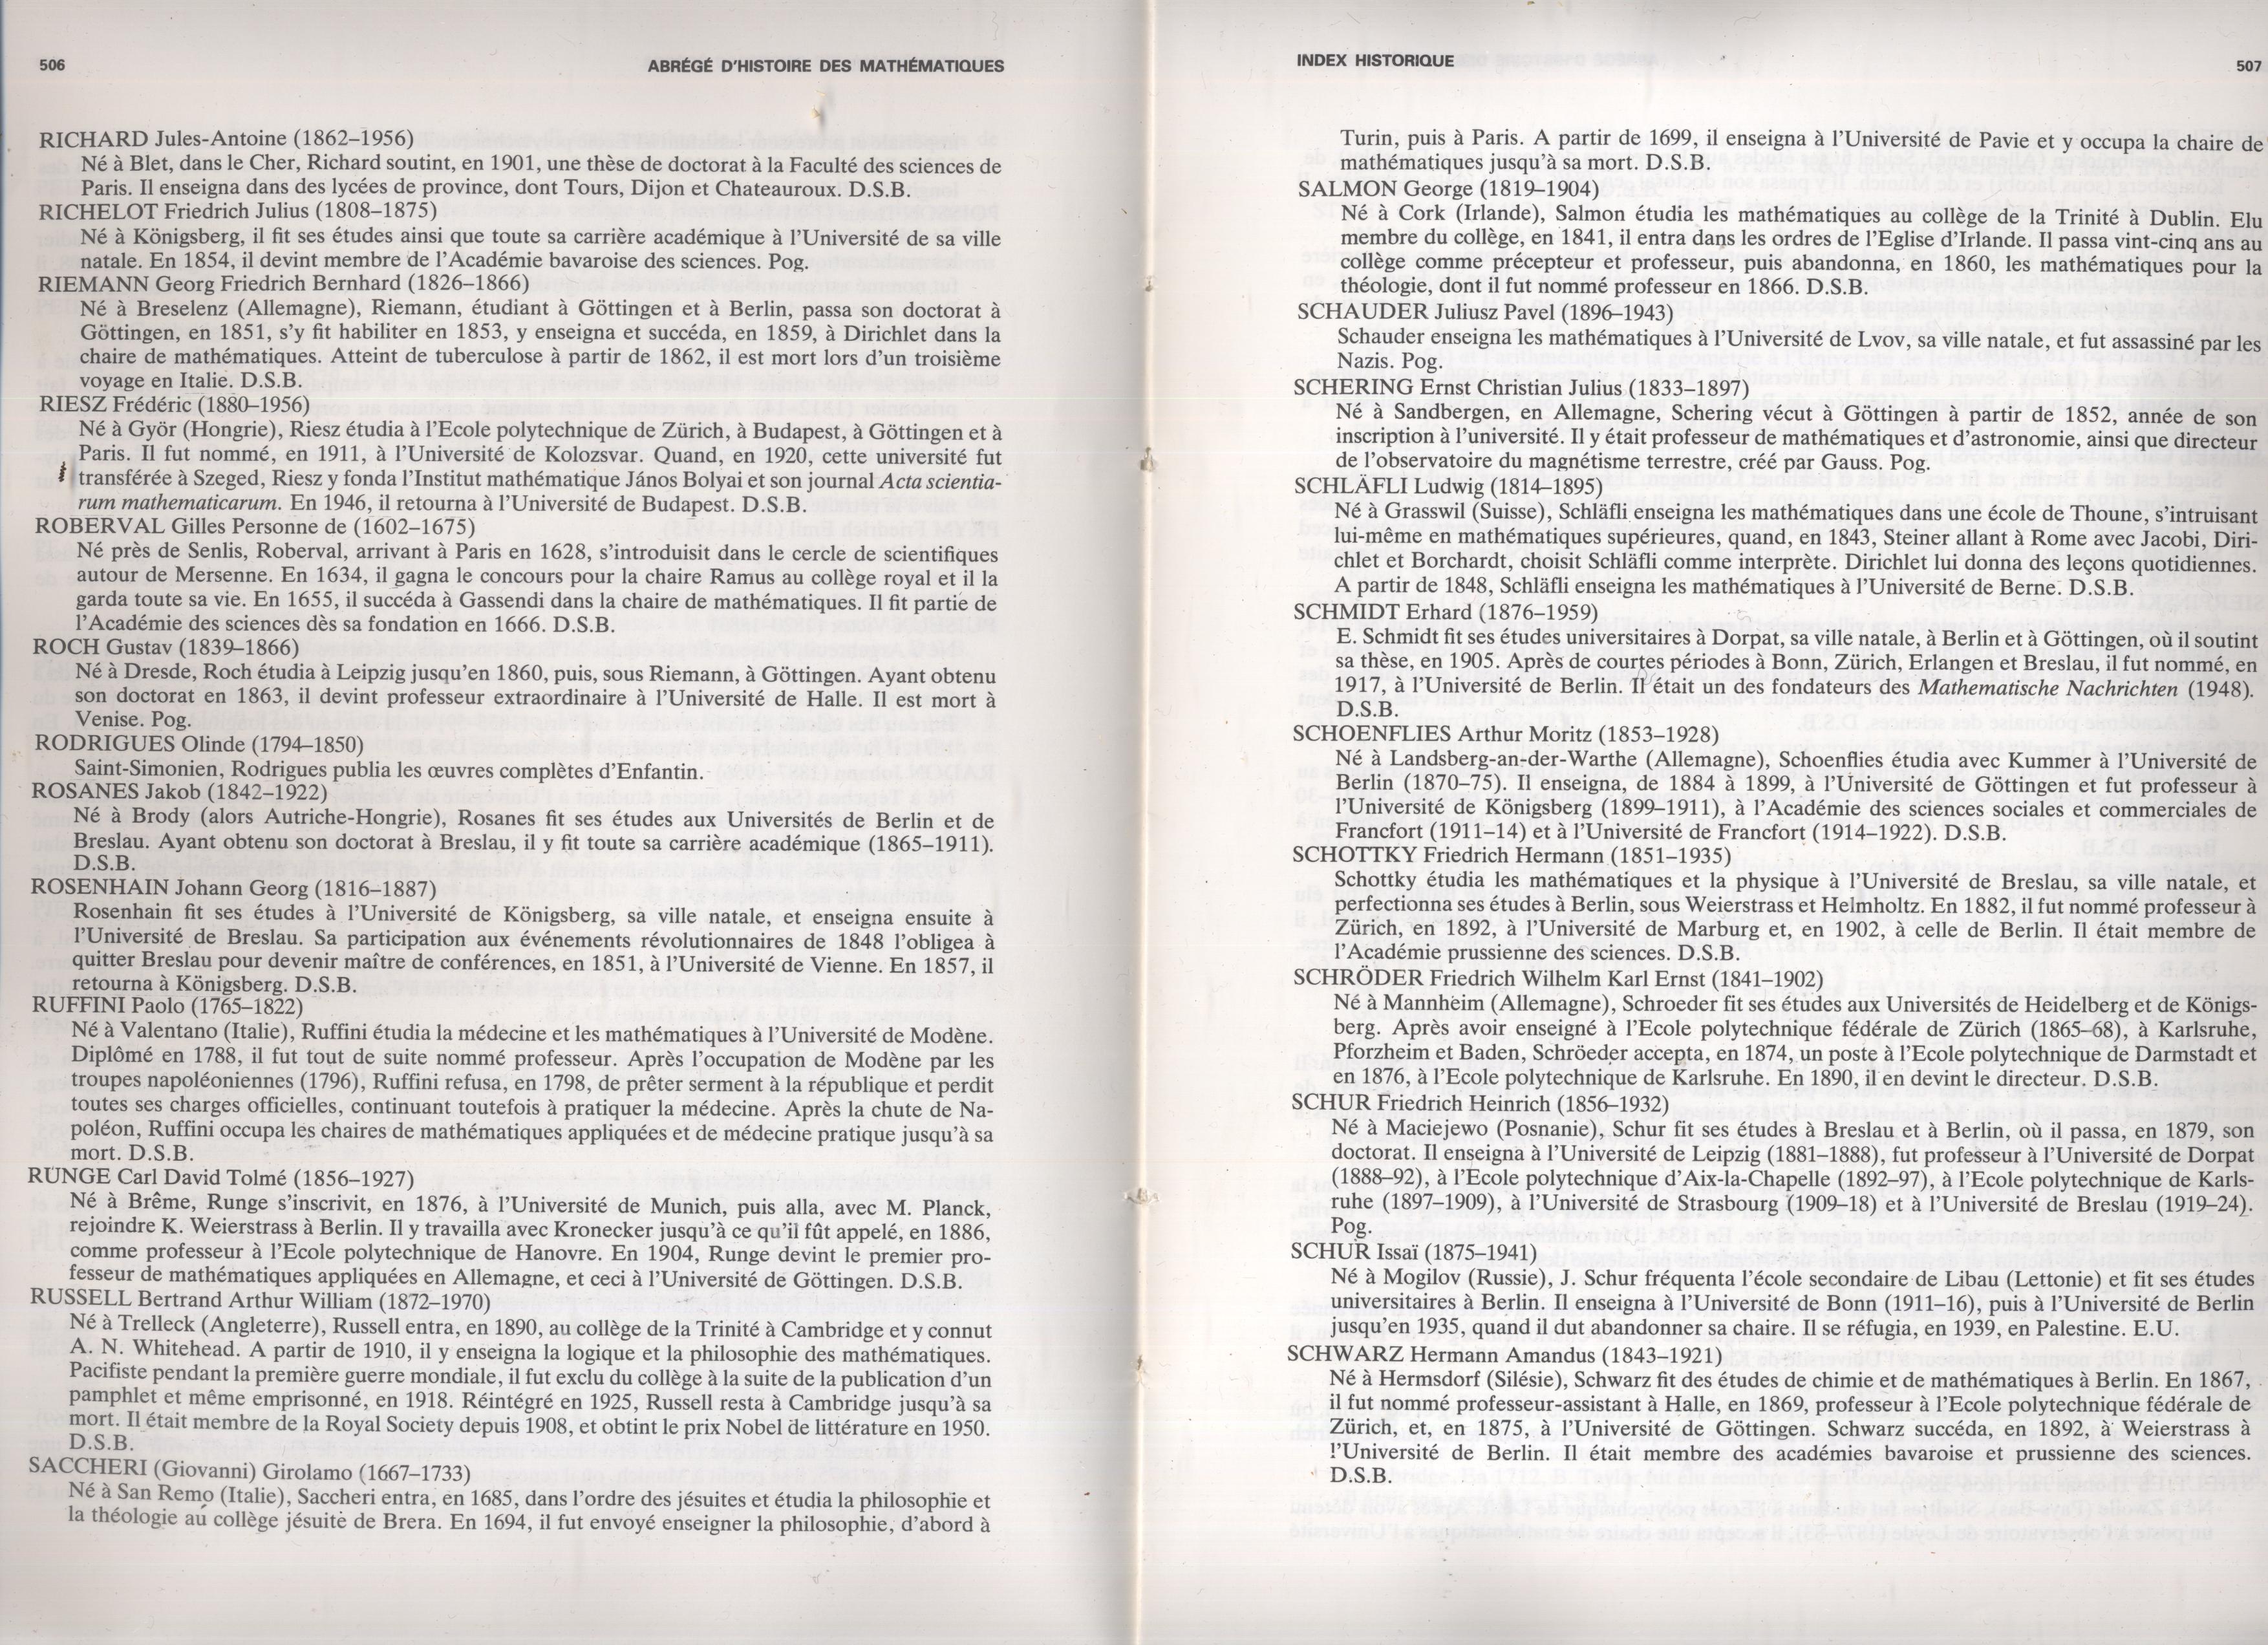 506
ABRÉGÉ D'HISTOIRE DES MATHÉMATIQUES
RICHARD Jules-Antoine (1862–1956)
Né à Blet, dans le Cher, Richard soutint, en 1901, une thèse de doctorat à la Faculté des sciences de
Paris. Il enseigna dans des lycées de province, dont Tours, Dijon et Chateauroux. D.S.B.
RICHELOT Friedrich Julius (1808–1875)
Né à Königsberg, il fit ses études ainsi que toute sa carrière académique à l'Université de sa ville
natale. En 1854, il devint membre de l'Académie bavaroise des sciences. Pog.
RIEMANN Georg Friedrich Bernhard (1826–1866)
Né à Breselenz (Allemagne), Riemann, étudiant à Göttingen et à Berlin, passa son doctorat à
Göttingen, en 1851, s'y fit habiliter en 1853, y enseigna et succéda, en 1859, à Dirichlet dans la
chaire de mathématiques. Atteint de tuberculose à partir de 1862, il est mort lors d'un troisième
voyage en Italie. D.S.B.
RIESZ Frédéric (1880–1956)
Né à Györ (Hongrie), Riesz étudia à l'Ecole polytechnique de Zürich, à Budapest, à Göttingen et à
Paris. Il fut nommé, en 1911, à l'Université de Kolozsvar. Quand, en 1920, cette université fut
transférée à Szeged, Riesz y fonda l'Institut mathématique János Bolyai et son journal Acta scientia-
rum mathematicarum. En 1946, il retourna à l'Université de Budapest. D.S.B.
ROBERVAL Gilles Personne de (1602–1675)
Né près de Senlis, Roberval, arrivant à Paris en 1628, s'introduisit dans le cercle de scientifiques
autour de Mersenne. En 1634, il gagna le concours pour la chaire Ramus au collège royal et il la
garda toute sa vie. En 1655, il succéda à Gassendi dans la chaire de mathématiques. Il fit partie de
l'Académie des sciences dès sa fondation en 1666. D.S.B.
ROCH Gustav (1839–1866)
Né à Dresde, Roch étudia à Leipzig jusqu'en 1860, puis, sous Riemann, à Göttingen. Ayant obtenu
son doctorat en 1863, il devint professeur extraordinaire à l'Université de Halle. Il est mort à
Venise. Pog.
RODRIGUES Olinde (1794–1850)
Saint-Simonien, Rodrigues publia les œuvres complètes d'Enfantin.
ROSANES Jakob (1842–1922)
Né à Brody (alors Autriche-Hongrie), Rosanes fit ses études aux Universités de Berlin et de
Breslau. Ayant obtenu son doctorat à Breslau, il y fit toute sa carrière académique (1865–1911).
D.S.B.
ROSENHAIN Johann Georg (1816–1887)
Rosenhain fit ses études à l'Université de Königsberg, sa ville natale, et enseigna ensuite à
l'Université de Breslau. Sa participation aux événements révolutionnaires de 1848 l'obligea à
quitter Breslau pour devenir maître de conférences, en 1851, à l'Université de Vienne. En 1857, il
retourna à Königsberg. D.S.B.
RUFFINI Paolo (1765–1822)
Né à Valentano (Italie), Ruffini étudia la médecine et les mathématiques à l'Université de Modène.
Diplômé en 1788, il fut tout de suite nommé professeur. Après l'occupation de Modène par les
troupes napoléoniennes (1796), Ruffini refusa, en 1798, de prêter serment à la république et perdit
toutes ses charges officielles, continuant toutefois à pratiquer la médecine. Après la chute de Na-
poléon, Ruffini occupa les chaires de mathématiques appliquées et de médecine pratique jusqu'à sa
mort. D.S.B.
RUNGE Carl David Tolmé (1856–1927)
Né à Brême, Runge s'inscrivit, en 1876, à l'Université de Munich, puis alla, avec M. Planck,
rejoindre K. Weierstrass à Berlin. Il y travailla avec Kronecker jusqu'à ce qu'il fût appelé, en 1886,
comme professeur à l'Ecole polytechnique de Hanovre. En 1904, Runge devint le premier pro-
fesseur de mathématiques appliquées en Allemagne, et ceci à l'Université de Göttingen. D.S.B.
RUSSELL Bertrand Arthur William (1872–1970)
Né à Trelleck (Angleterre), Russell entra, en 1890, au collège de la Trinité à Cambridge et y connut
A. N. Whitehead. A partir de 1910, il y enseigna la logique et la philosophie des mathématiques.
Pacifiste pendant la première guerre mondiale, il fut exclu du collège à la suite de la publication d'un
pamphlet et même emprisonné, en 1918. Réintégré en 1925, Russell resta à Cambridge jusqu'à sa
mort. Il était membre de la Royal Society depuis 1908, et obtint le prix Nobel de littérature en 1950.
D.S.B.
SACCHERI (Giovanni) Girolamo (1667–1733)
Né à San Remo (Italie), Saccheri entra, en 1685, dans l'ordre des jésuites et étudia la philosophie et
la théologie au collège jésuite de Brera. En 1694, il fut envoyé enseigner la philosophie, d'abord à
INDEX HISTORIQUE
507
Turin, puis à Paris. A partir de 1699, il enseigna à l'Université de Pavie et y occupa la chaire de
mathématiques jusqu'à sa mort. D.S.B.
SALMON George (1819–1904)
Né à Cork (Irlande), Salmon étudia les mathématiques au collège de la Trinité à Dublin. Elu
membre du collège, en 1841, il entra dans les ordres de l'Eglise d'Irlande. Il passa vint-cinq ans au
collège comme précepteur et professeur, puis abandonna, en 1860, les mathématiques pour la
théologie, dont il fut nommé professeur en 1866. D.S.B.
SCHAUDER Juliusz Pavel (1896–1943)
Schauder enseigna les mathématiques à l'Université de Lvov, sa ville natale, et fut assassiné par les
Nazis. Pog.
SCHERING Ernst Christian Julius (1833–1897)
Né à Sandbergen, en Allemagne, Schering vécut à Göttingen à partir de 1852, année de son
inscription à l'université. Il y était professeur de mathématiques et d'astronomie, ainsi que directeur
de l'observatoire du magnétisme terrestre, créé par Gauss. Pog.
SCHLÄFLI Ludwig (1814–1895)
Né à Grasswil (Suisse), Schläfli enseigna les mathématiques dans une école de Thoune, s'intruisant
lui-même en mathématiques supérieures, quand, en 1843, Steiner allant à Rome avec Jacobi, Diri-
chlet et Borchardt, choisit Schläfli comme interprète. Dirichlet lui donna des leçons quotidiennes.
A partir de 1848, Schläfli enseigna les mathématiques à l'Université de Berne. D.S.B.
SCHMIDT Erhard (1876–1959)
E. Schmidt fit ses études universitaires à Dorpat, sa ville natale, à Berlin et à Göttingen, où il soutint
sa thèse, en 1905. Après de courtes périodes à Bonn, Zürich, Erlangen et Breslau, il fut nommé, en
1917, à l'Université de Berlin. Il était un des fondateurs des Mathematische Nachrichten (1948).
D.S.B.
SCHOENFLIES Arthur Moritz (1853–1928)
Né à Landsberg-an-der-Warthe (Allemagne), Schoenflies étudia avec Kummer à l'Université de
Berlin (1870–75). Il enseigna, de 1884 à 1899, à l'Université de Göttingen et fut professeur à
l'Université de Königsberg (1899–1911), à l'Académie des sciences sociales et commerciales de
Francfort (1911–14) et à l'Université de Francfort (1914–1922). D.S.B.
SCHOTTKY Friedrich Hermann (1851–1935)
Schottky étudia les mathématiques et la physique à l'Université de Breslau, sa ville natale, et
perfectionna ses études à Berlin, sous Weierstrass et Helmholtz. En 1882, il fut nommé professeur à
Zürich, en 1892, à l'Université de Marburg et, en 1902, à celle de Berlin. Il était membre de
l'Académie prussienne des sciences. D.S.B.
SCHRÖDER Friedrich Wilhelm Karl Ernst (1841–1902)
Né à Mannheim (Allemagne), Schroeder fit ses études aux Universités de Heidelberg et de Königs-
berg. Après avoir enseigné à l'Ecole polytechnique fédérale de Zürich (1865–68), à Karlsruhe,
Pforzheim et Baden, Schröeder accepta, en 1874, un poste à l'Ecole polytechnique de Darmstadt et
en 1876, à l'Ecole polytechnique de Karlsruhe. En 1890, il en devint le directeur. D.S.B.
SCHUR Friedrich Heinrich (1856–1932)
Né à Maciejewo (Posnanie), Schur fit ses études à Breslau et à Berlin, où il passa, en 1879, son
doctorat. Il enseigna à l'Université de Leipzig (1881–1888), fut professeur à l'Université de Dorpat
(1888–92), à l'Ecole polytechnique d'Aix-la-Chapelle (1892–97), à l'Ecole polytechnique de Karls-
ruhe (1897–1909), à l'Université de Strasbourg (1909–18) et à l'Université de Breslau (1919–24).
Pog.
SCHUR Issaï (1875–1941)
Né à Mogilov (Russie), J. Schur fréquenta l'école secondaire de Libau (Lettonie) et fit ses études
universitaires à Berlin. Il enseigna à l'Université de Bonn (1911–16), puis à l'Université de Berlin
jusqu'en 1935, quand il dut abandonner sa chaire. Il se réfugia, en 1939, en Palestine. E.U.
SCHWARZ Hermann Amandus (1843–1921)
Né à Hermsdorf (Silésie), Schwarz fit des études de chimie et de mathématiques à Berlin. En 1867,
il fut nommé professeur-assistant à Halle, en 1869, professeur à l'Ecole polytechnique fédérale de
Zürich, et, en 1875, à l'Université de Göttingen. Schwarz succéda, en 1892, à Weierstrass à
l'Université de Berlin. Il était membre des académies bavaroise et prussienne des sciences.
D.S.B.